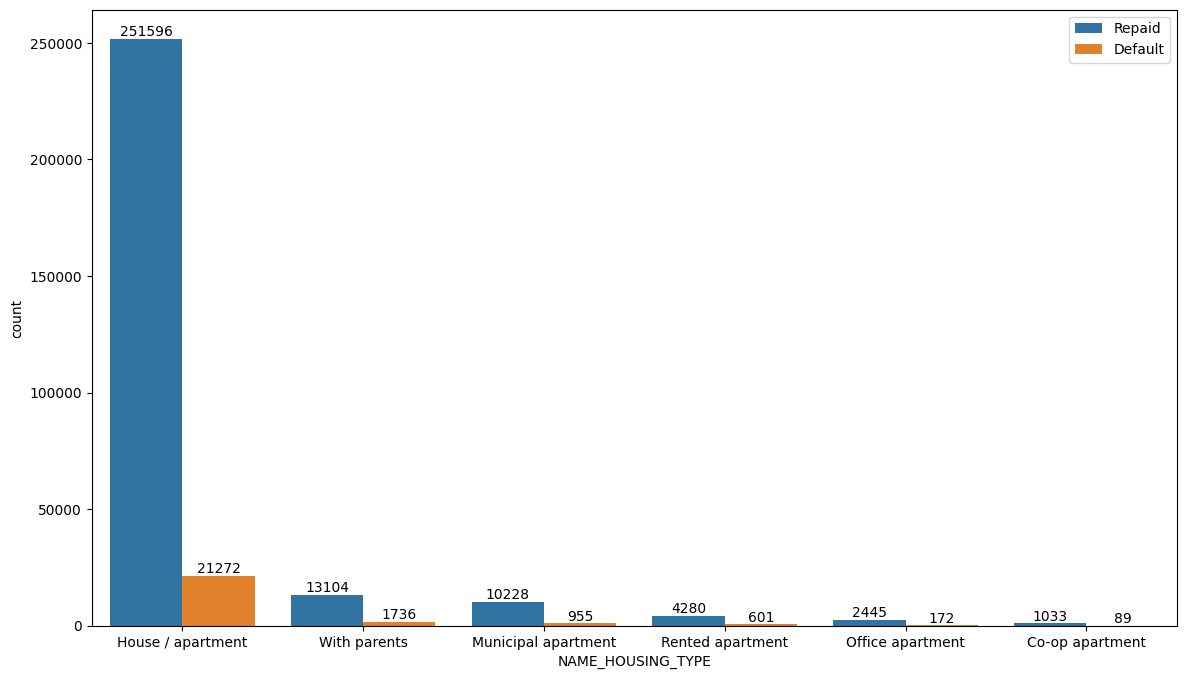 Repaid
Default
count
250000
200000
150000
100000
50000
0
251596
21272
13104
1736
10228
955
4280
601
2445
172
1033
89
House / apartment
With parents
Municipal apartment
Rented apartment
Office apartment
Co-op apartment
NAME_HOUSING_TYPE